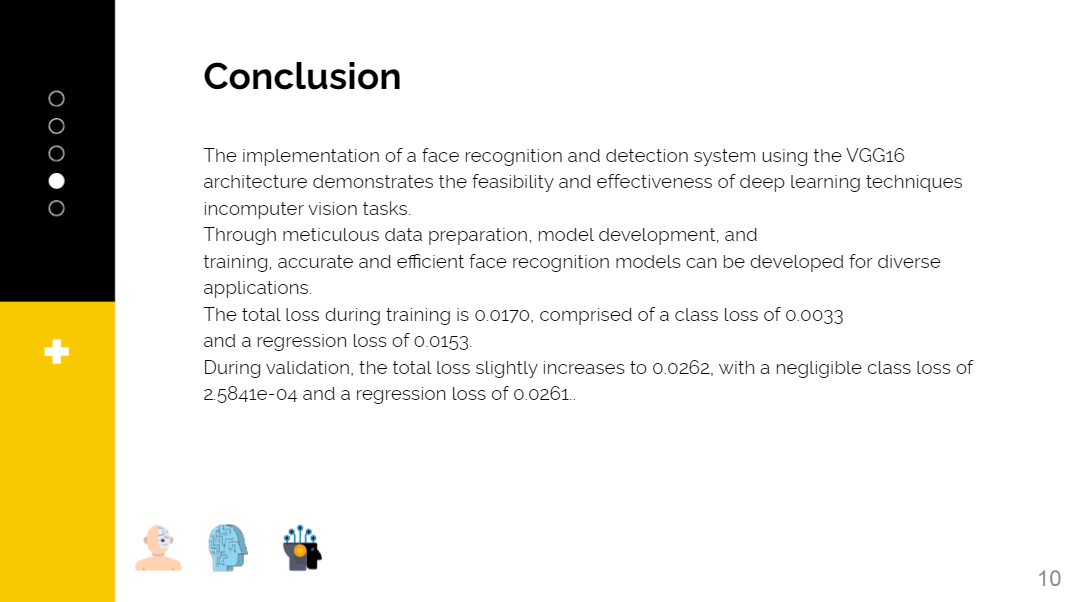 Conclusion
The implementation of a face recognition and detection system using the VGG16
architecture demonstrates the feasibility and effectiveness of deep learning techniques
incomputer vision tasks.
Through meticulous data preparation, model development, and
training, accurate and efficient face recognition models can be developed for diverse
applications.
The total loss during training is 0.0170, comprised of a class loss of 0.0033
and a regression loss of 0.0153.
During validation, the total loss slightly increases to 0.0262, with a negligible class loss of
2.5841e-04 and a regression loss of 0.0261..
10